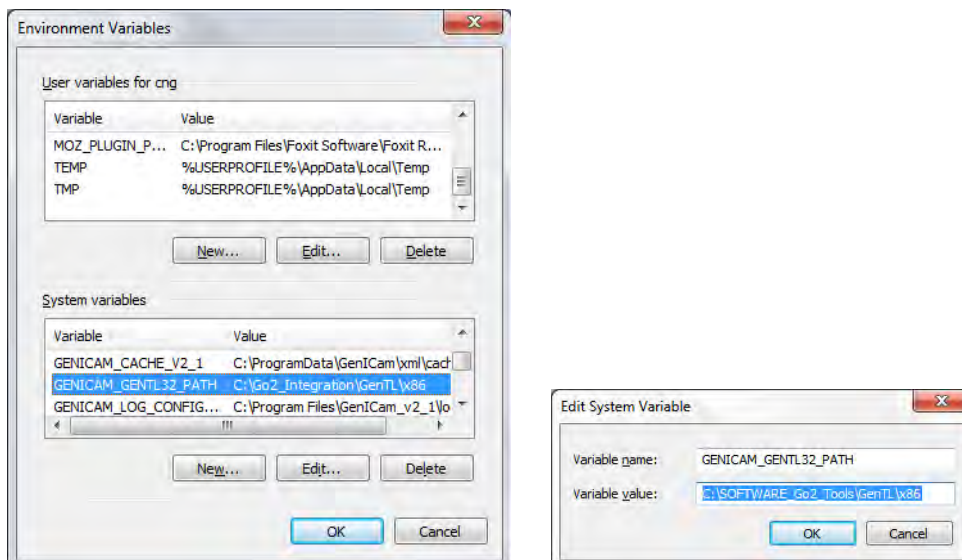 Environment Variables
User variables for cng
Variable Value
MOZ_PLUGIN_P... C:\Program Files\Foxit Software\Foxit R...
TEMP %USERPROFILE%\AppData\Local\Temp
TMP %USERPROFILE%\AppData\Local\Temp
New... Edit... Delete
System variables
Variable Value
GENICAM_CACHE_V2_1 C:\ProgramData\GenICam\xml\cach
GENICAM_GENTL32_PATH C:\Go2_Integration\GenTL\x86
GENICAM_LOG_CONFIG... C:\Program Files\GenICam_v2_1\lo
New... Edit... Delete
OK Cancel
Edit System Variable
Variable name: GENICAM_GENTL32_PATH
Variable value: C:\SOFTWARE_Go2_Tools\GenTL\x86
OK Cancel